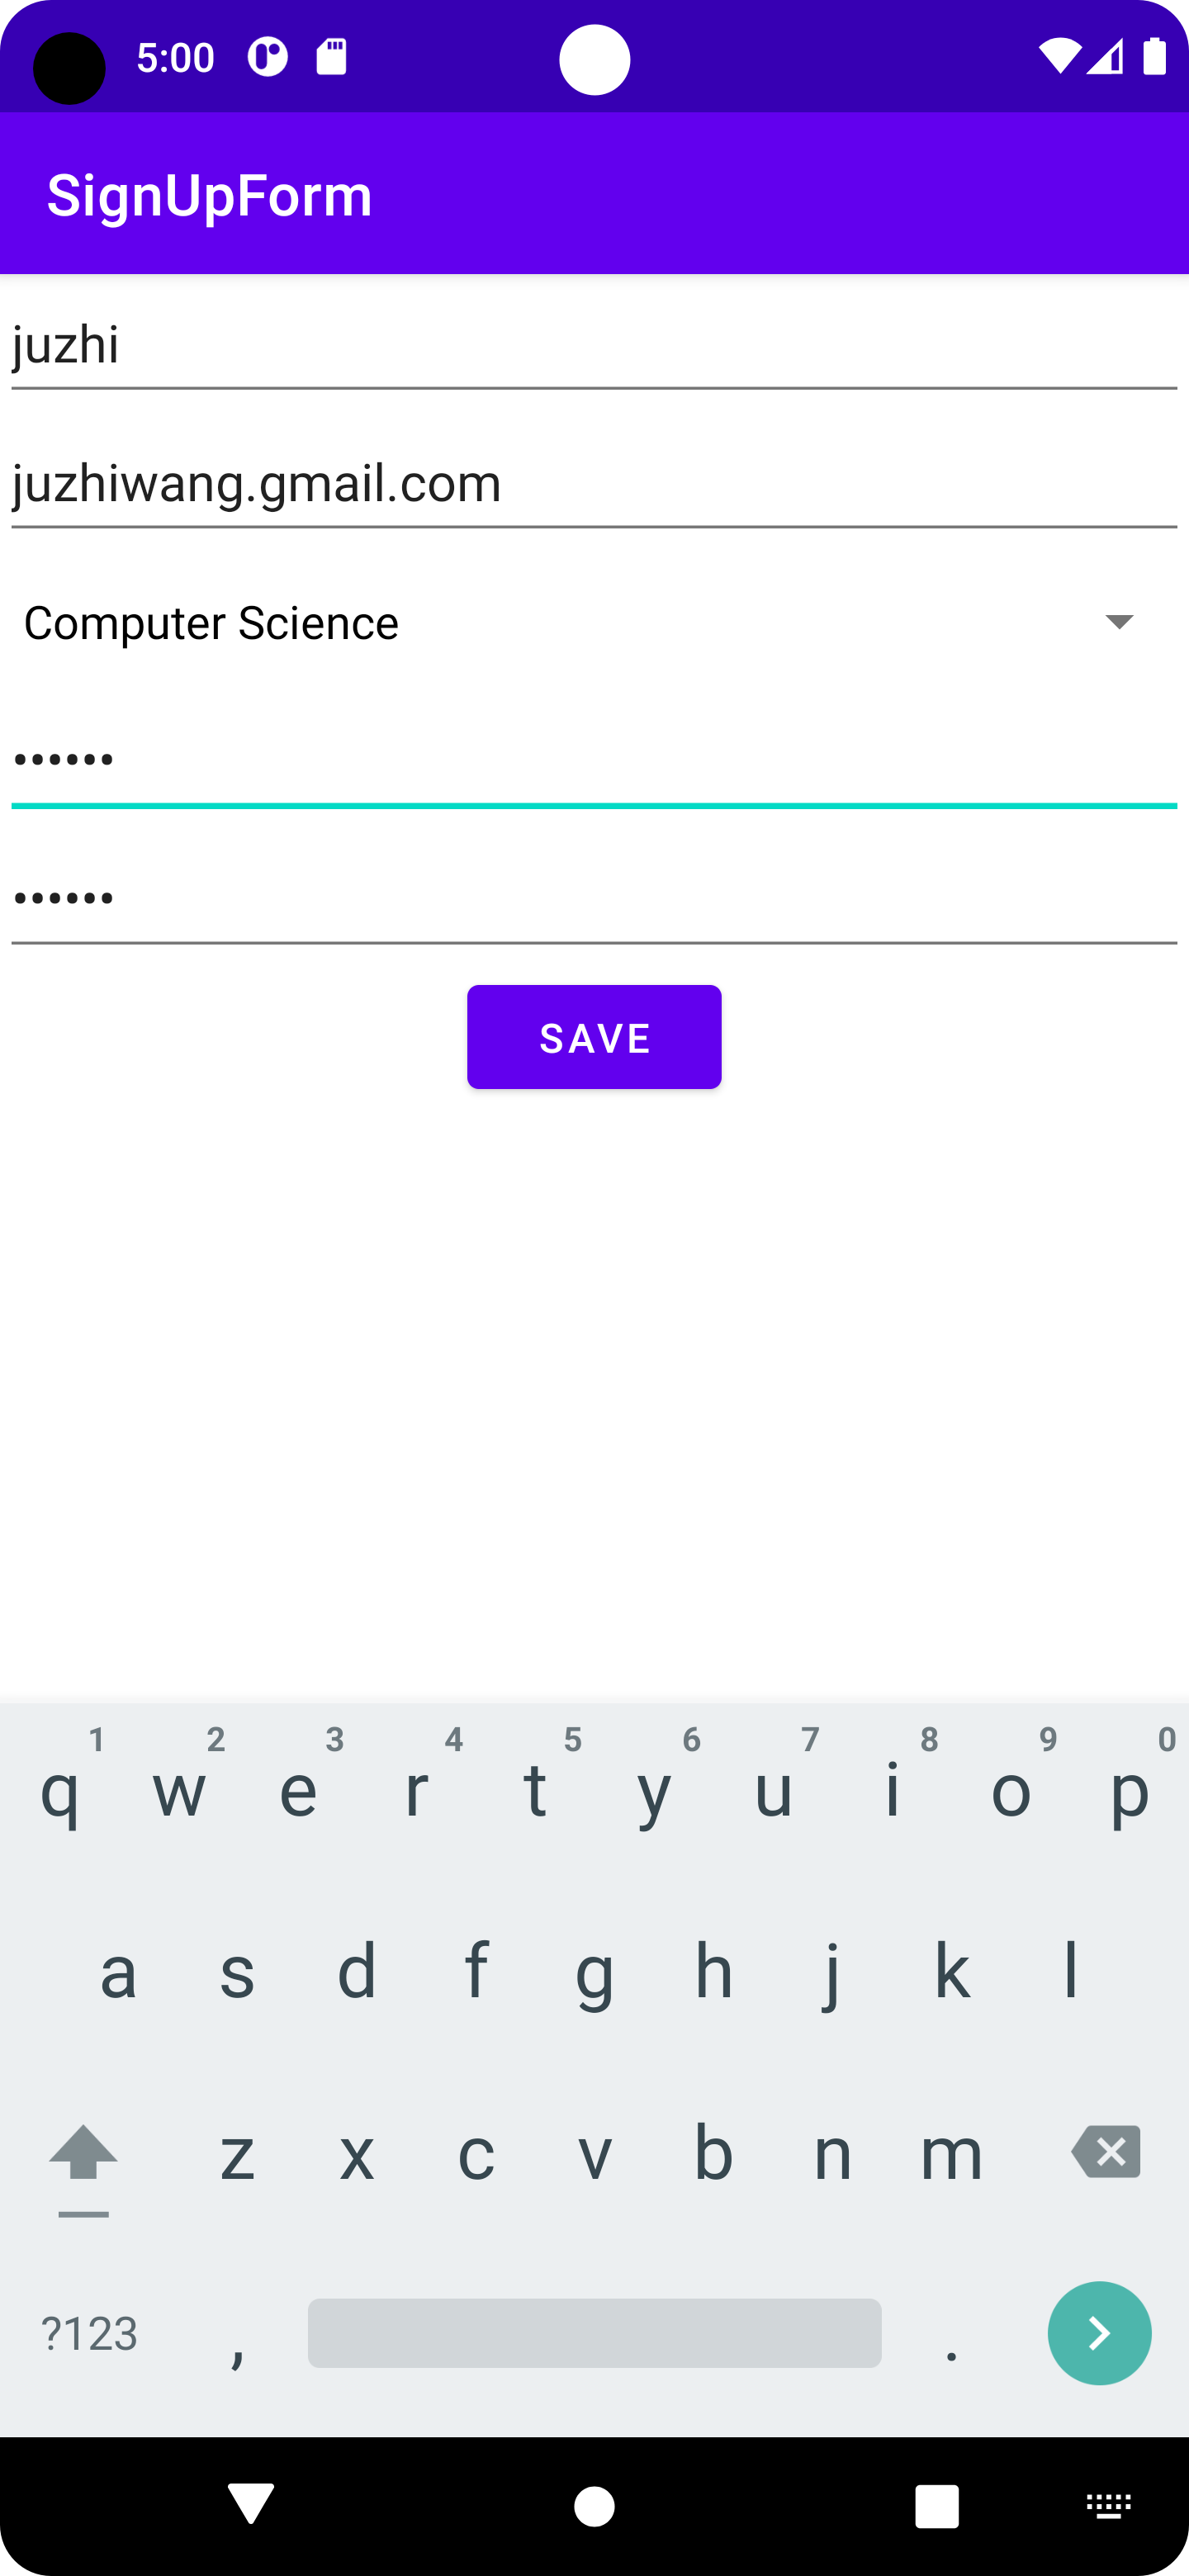 5:00
SignUpForm
juzhi
juzhiwang.gmail.com
Computer Science
••••••
••••••
SAVE
1 2 3 4 5 6 7 8 9 0
q w e r t y u i o p
a s d f g h j k l
z x c v b n m
?123 , .